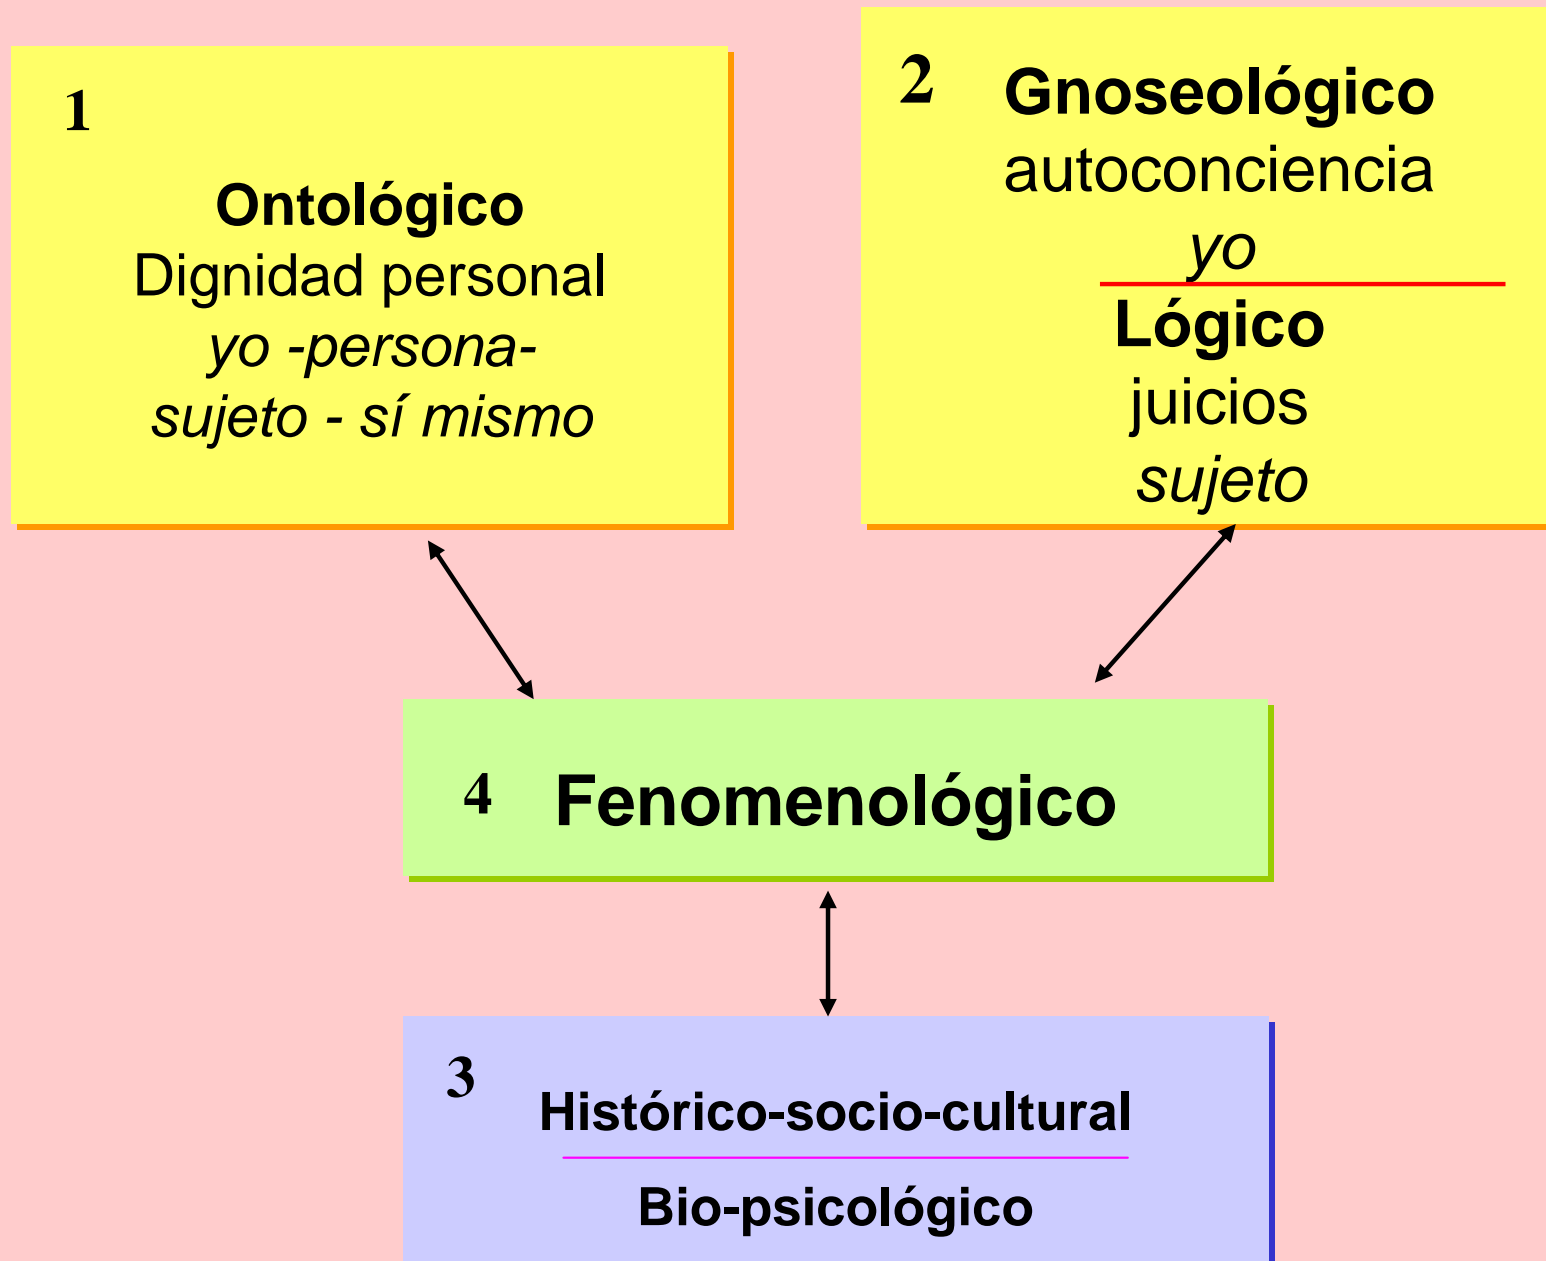 1
Ontológico
Dignidad personal
yo -persona-
sujeto - sí mismo
2 Gnoseológico
autoconciencia
yo
Lógico
juicios
sujeto
4 Fenomenológico
3
Histórico-socio-cultural
Bio-psicológico